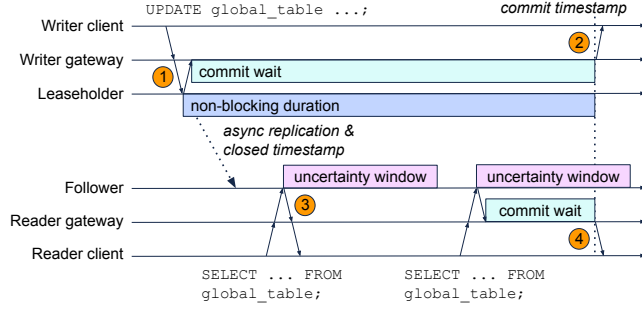 UPDATE global_table ...;
commit timestamp
Writer client
Writer gateway
2
1
commit wait
Leaseholder
non-blocking duration
async replication &
closed timestamp
uncertainty window
uncertainty window
Follower
3
commit wait
Reader gateway
4
Reader client
SELECT ... FROM
global_table;
SELECT ... FROM
global_table;